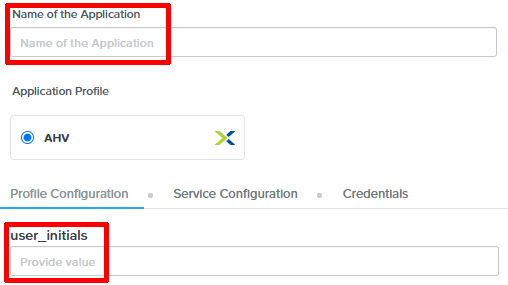 Name of the Application
Name of the Application
Application Profile
AHV
Profile Configuration Service Configuration Credentials
user_initials
Provide value